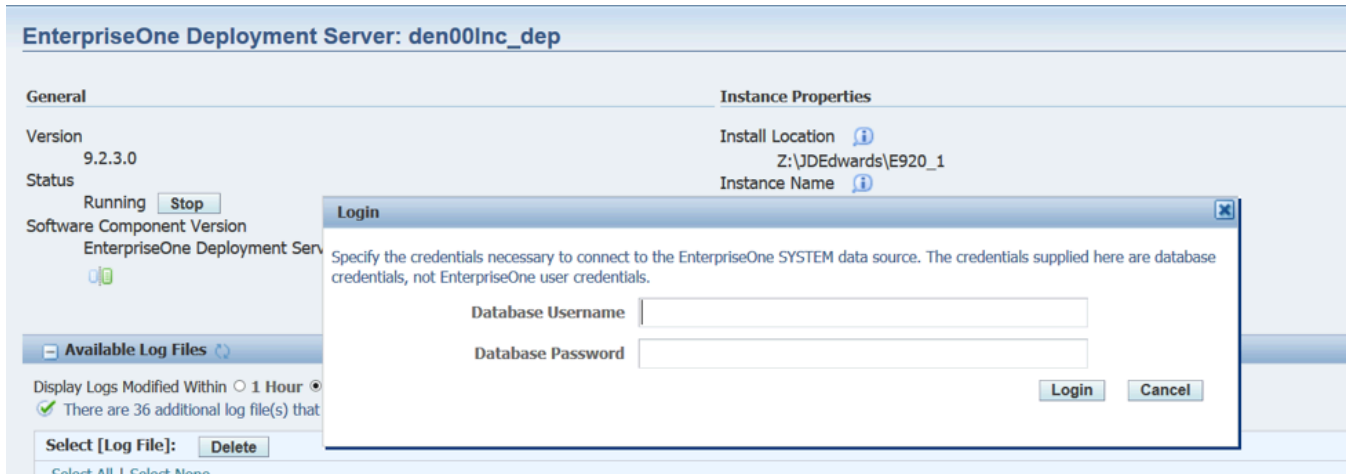 EnterpriseOne Deployment Server: den00lnc_dep
General
Version
9.2.3.0
Status
Running Stop
Software Component Version
EnterpriseOne Deployment Serv
Instance Properties
Install Location
Z:\JDEdwards\E920_1
Instance Name
Login
Specify the credentials necessary to connect to the EnterpriseOne SYSTEM data source. The credentials supplied here are database
credentials, not EnterpriseOne user credentials.
Database Username
Database Password
Login Cancel
Available Log Files
Display Logs Modified Within 1 Hour
There are 36 additional log file(s) that
Select [Log File]: Delete
Select All | Select None